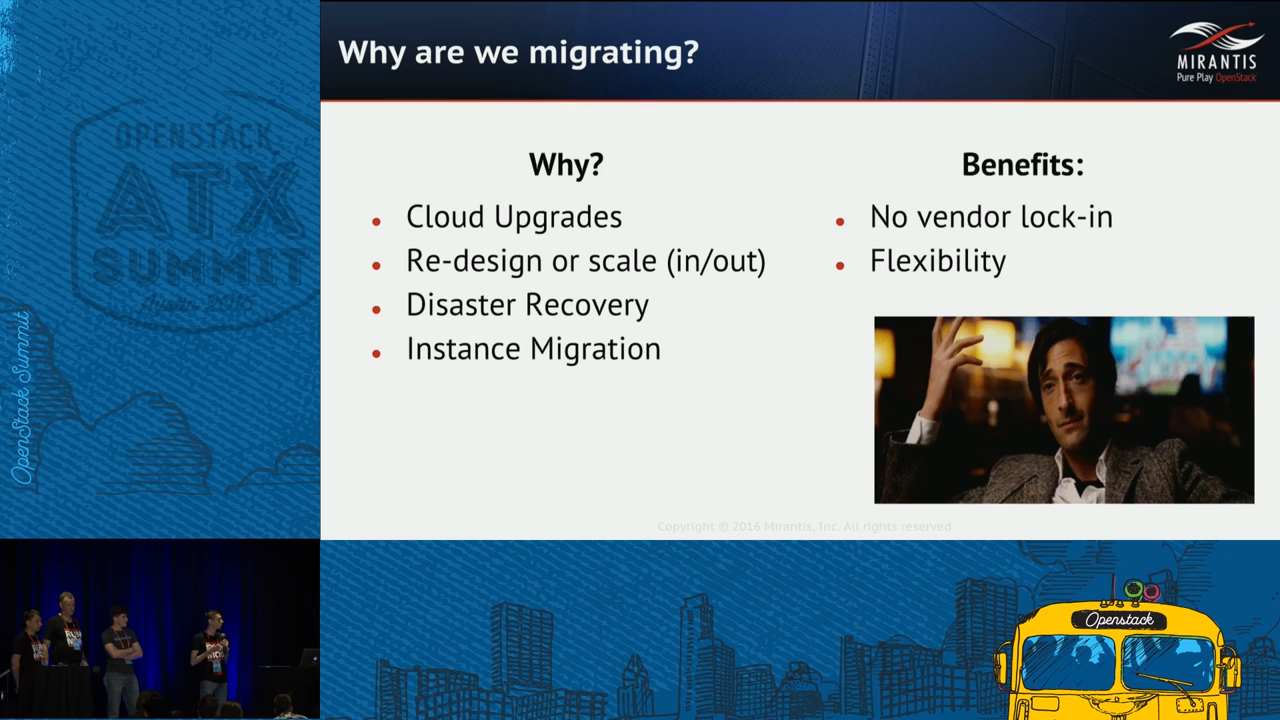 Why are we migrating?
MIRANTIS
Pure Play OpenStack
Why?
Cloud Upgrades
Re-design or scale (in/out)
Disaster Recovery
Instance Migration
Benefits:
No vendor lock-in
Flexibility
Copyright © 2016 Mirantis, Inc. All rights reserved
OPENSTACK
ATX
SUMMIT
Austin 2016
OpenStack Summit
Openstack